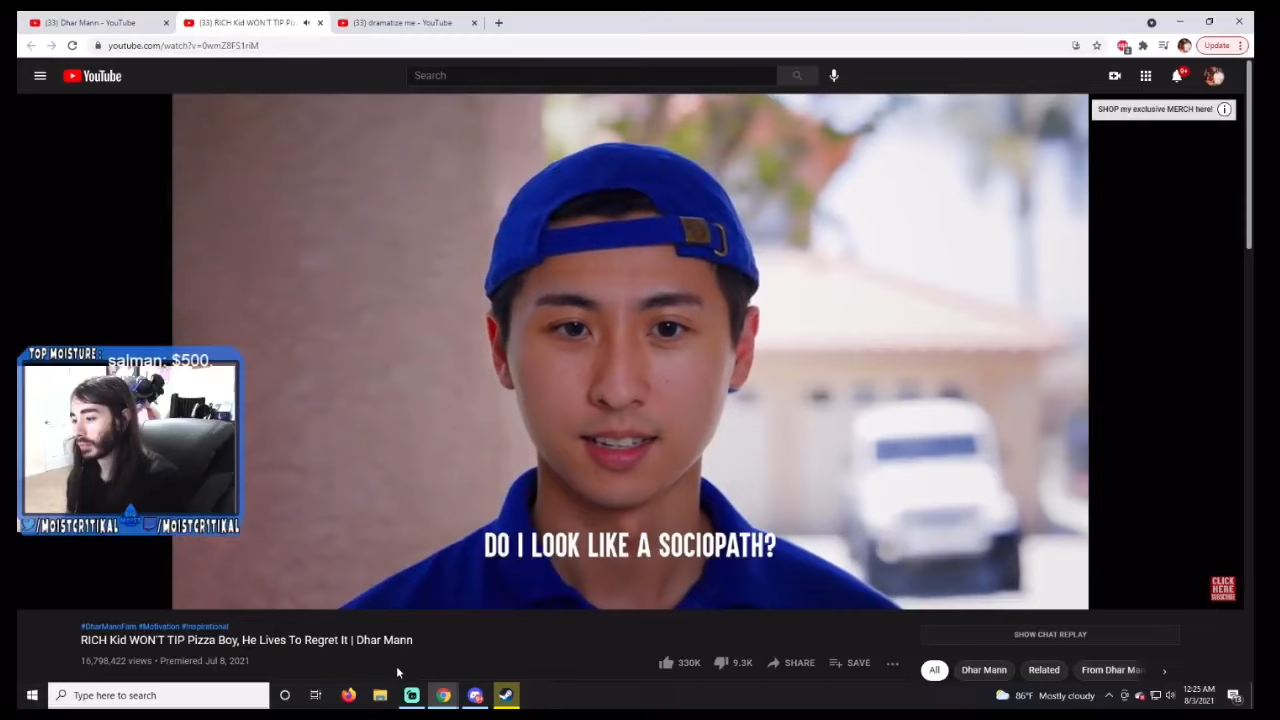 (33) Dhar Mann - YouTube
(33) RICH Kid WON'T TIP Piz
(33) dramatize me - YouTube
youtube.com/watch?v=0wmZ8FS1riM
Update
YouTube
Search
9+
SHOP my exclusive MERCH here!
TOP MOISTURE:
salman: $500.
/MOISTCR1TIKAL
/MOISTCR1TIKAL
DO I LOOK LIKE A SOCIOPATH?
CLICK
HERE
SUBSCRIBE
#DharMannFam #Motivation #Inspirational
RICH Kid WON'T TIP Pizza Boy, He Lives To Regret It | Dhar Mann
16,798,422 views • Premiered Jul 8, 2021
330K
9.3K
SHARE
SAVE
SHOW CHAT REPLAY
All
Dhar Mann
Related
From Dhar Man
Type here to search
86°F Mostly cloudy
12:25 AM
8/3/2021